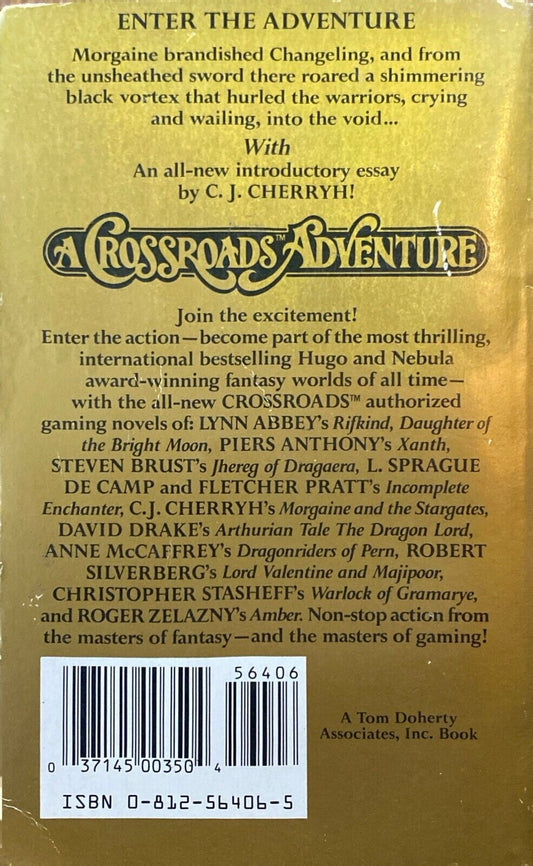 ENTER THE ADVENTURE
Morgaine brandished Changeling, and from
the unsheathed sword there roared a shimmering
black vortex that hurled the warriors, crying
and wailing, into the void...
With
An all-new introductory essay
by C. J. CHERRYH!
A CROSSROADS™ ADVENTURE
Join the excitement!
Enter the action—become part of the most thrilling,
international bestselling Hugo and Nebula
award-winning fantasy worlds of all time—
with the all-new CROSSROADS™ authorized
gaming novels of: LYNN ABBEY's Rifkind, Daughter of
the Bright Moon, PIERS ANTHONY's Xanth,
STEVEN BRUST's Jhereg of Dragaera, L. SPRAGUE
DE CAMP and FLETCHER PRATT's Incomplete
Enchanter, C.J. CHERRYH's Morgaine and the Stargates,
DAVID DRAKE's Arthurian Tale The Dragon Lord,
ANNE McCAFFREY's Dragonriders of Pern, ROBERT
SILVERBERG's Lord Valentine and Majipoor,
CHRISTOPHER STASHEFF's Warlock of Gramarye,
and ROGER ZELAZNY's Amber. Non-stop action from
the masters of fantasy—and the masters of gaming!
56406
0 37145 00350 4
ISBN 0-812-56406-5
A Tom Doherty
Associates, Inc. Book